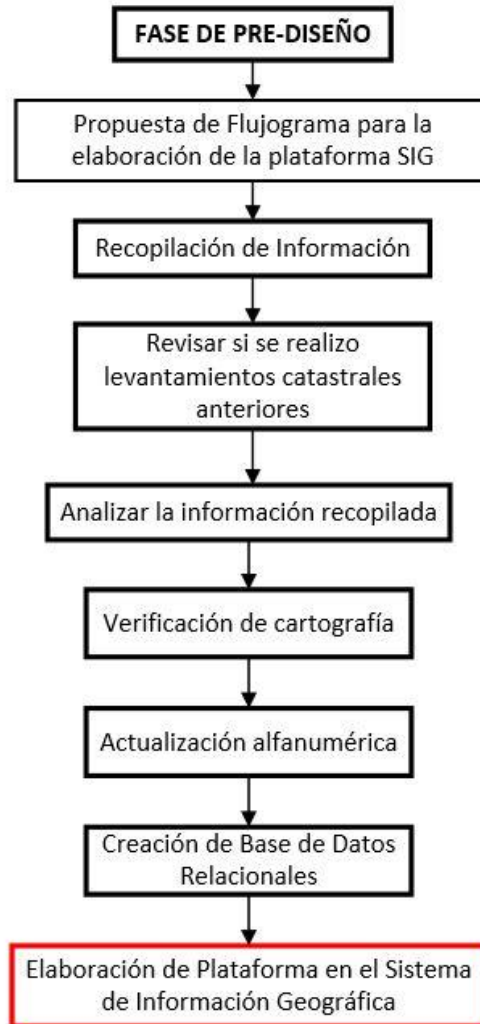 FASE DE PRE-DISEÑO
Propuesta de Flujograma para la
elaboración de la plataforma SIG
Recopilación de Información
Revisar si se realizo
levantamientos catastrales
anteriores
Analizar la información recopilada
Verificación de cartografía
Actualización alfanumérica
Creación de Base de Datos
Relacionales
Elaboración de Plataforma en el Sistema
de Información Geográfica